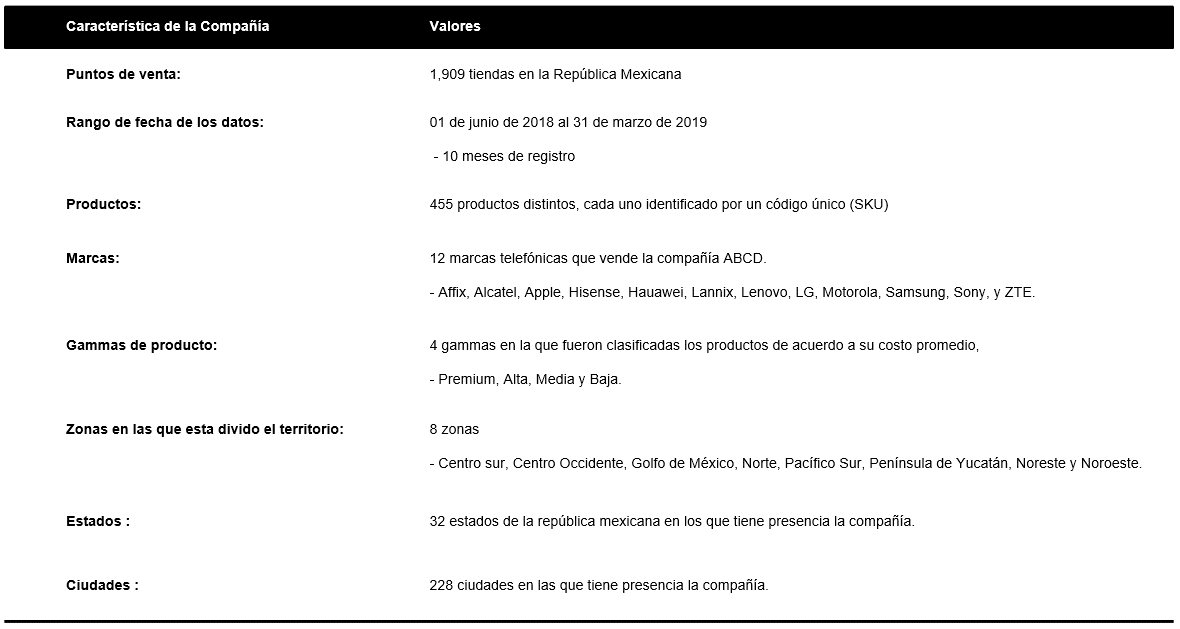 Característica de la Compañía Valores
Puntos de venta: 1,909 tiendas en la República Mexicana
Rango de fecha de los datos: 01 de junio de 2018 al 31 de marzo de 2019
- 10 meses de registro
Productos: 455 productos distintos, cada uno identificado por un código único (SKU)
Marcas: 12 marcas telefónicas que vende la compañía ABCD.
- Affix, Alcatel, Apple, Hisense, Hauawei, Lannix, Lenovo, LG, Motorola, Samsung, Sony, y ZTE.
Gammas de producto: 4 gammas en la que fueron clasificadas los productos de acuerdo a su costo promedio,
- Premium, Alta, Media y Baja.
Zonas en las que esta divido el territorio: 8 zonas
- Centro sur, Centro Occidente, Golfo de México, Norte, Pacífico Sur, Península de Yucatán, Noreste y Noroeste.
Estados : 32 estados de la república mexicana en los que tiene presencia la compañía.
Ciudades : 228 ciudades en las que tiene presencia la compañía.